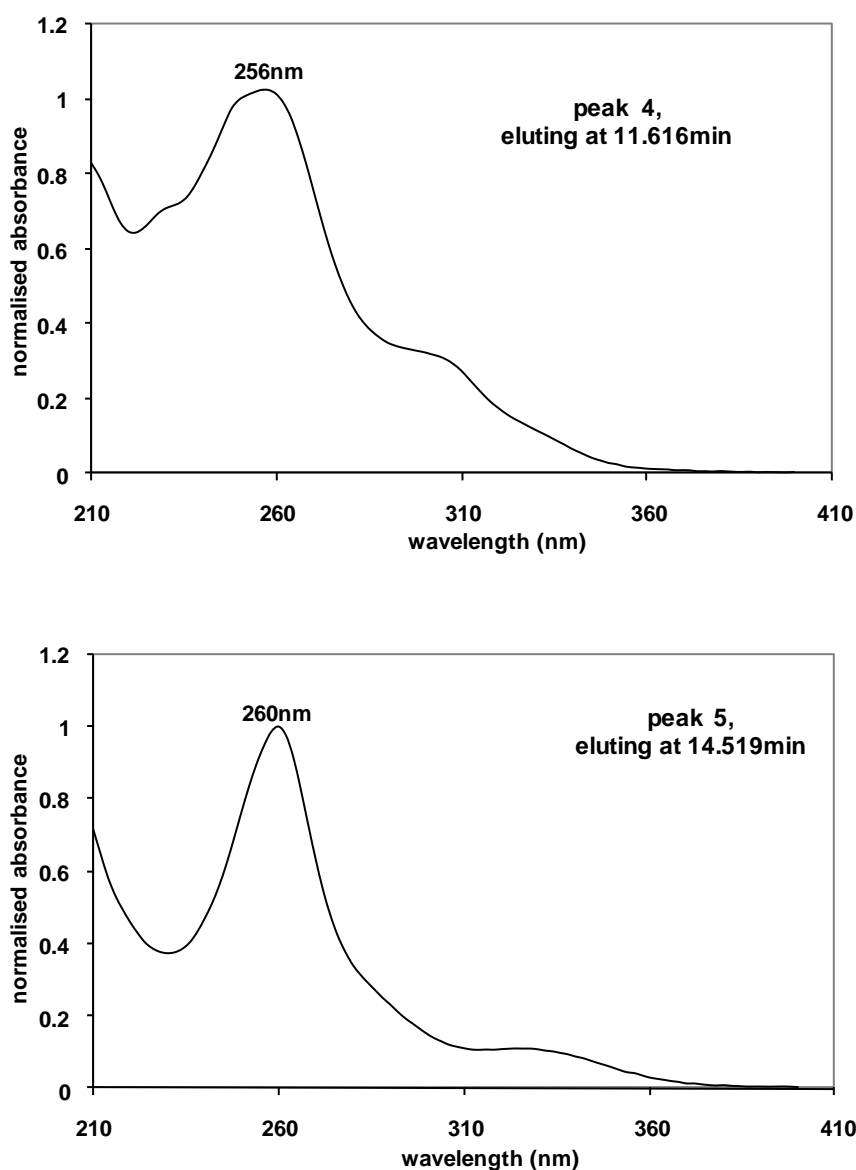 1.2
256nm
peak 4,
eluting at 11.616min
1
0.8
0.6
0.4
0.2
0
normalised absorbance
210 260 310 360 410
wavelength (nm)
1.2
260nm
peak 5,
eluting at 14.519min
1
0.8
0.6
0.4
0.2
0
normalised absorbance
210 260 310 360 410
wavelength (nm)